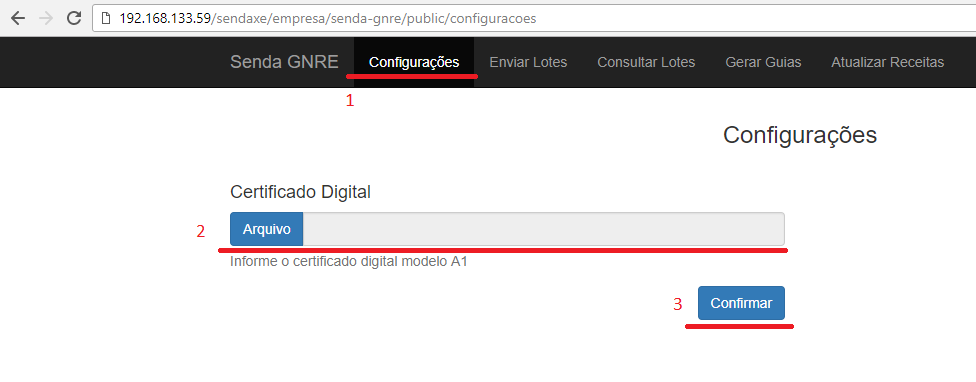 192.168.133.59/sendaxe/empresa/senda-gnre/public/configuracoes
Senda GNRE Configurações Enviar Lotes Consultar Lotes Gerar Guias Atualizar Receitas
1
Configurações
Certificado Digital
2 Arquivo
Informe o certificado digital modelo A1
3 Confirmar